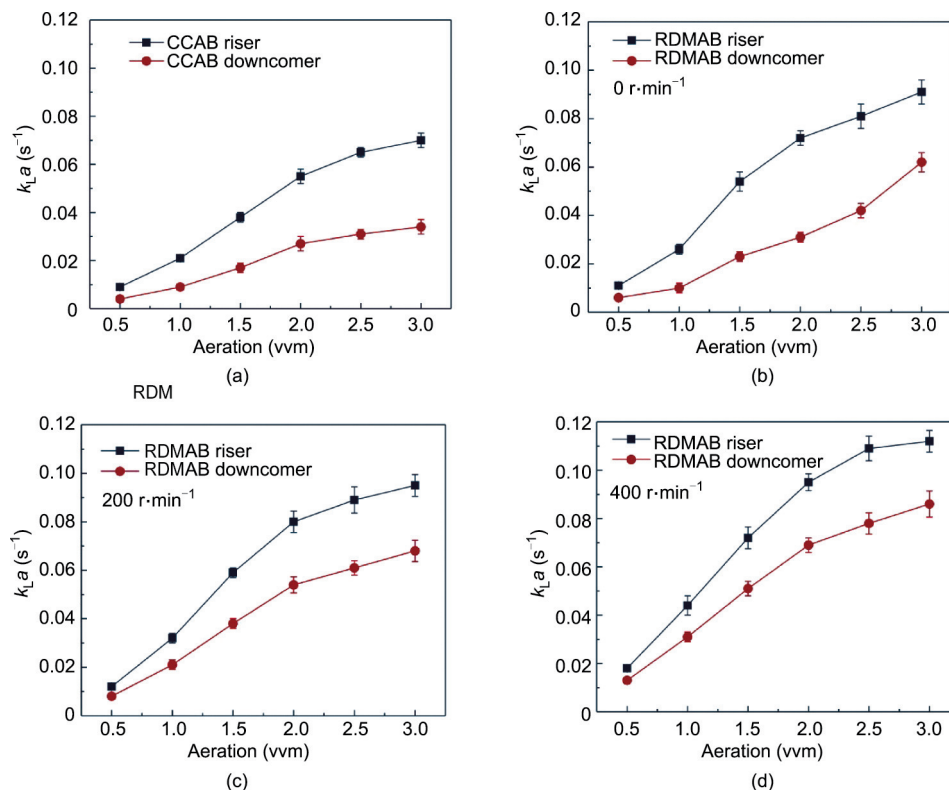 CCAB riser
CCAB downcomer
0.12
0.10
0.08
0.06
0.04
0.02
0
k_L a (s⁻¹)
0.5 1.0 1.5 2.0 2.5 3.0
Aeration (vvm)
(a)
RDMAB riser
RDMAB downcomer
0 r·min⁻¹
0.12
0.10
0.08
0.06
0.04
0.02
0
k_L a (s⁻¹)
0.5 1.0 1.5 2.0 2.5 3.0
Aeration (vvm)
(b)
RDM
RDMAB riser
RDMAB downcomer
200 r·min⁻¹
0.12
0.10
0.08
0.06
0.04
0.02
0
k_L a (s⁻¹)
0.5 1.0 1.5 2.0 2.5 3.0
Aeration (vvm)
(c)
RDMAB riser
RDMAB downcomer
400 r·min⁻¹
0.12
0.10
0.08
0.06
0.04
0.02
0
k_L a (s⁻¹)
0.5 1.0 1.5 2.0 2.5 3.0
Aeration (vvm)
(d)